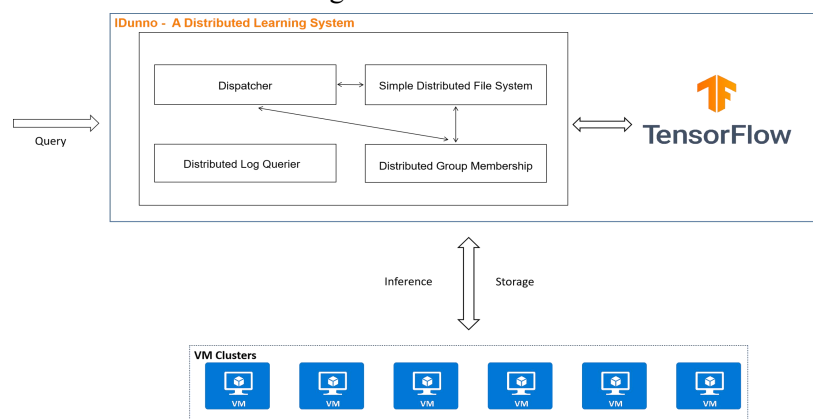 IDunno - A Distributed Learning System
Dispatcher
Simple Distributed File System
Distributed Log Querier
Distributed Group Membership
Query
TensorFlow
Inference
Storage
VM Clusters
VM
VM
VM
VM
VM
VM